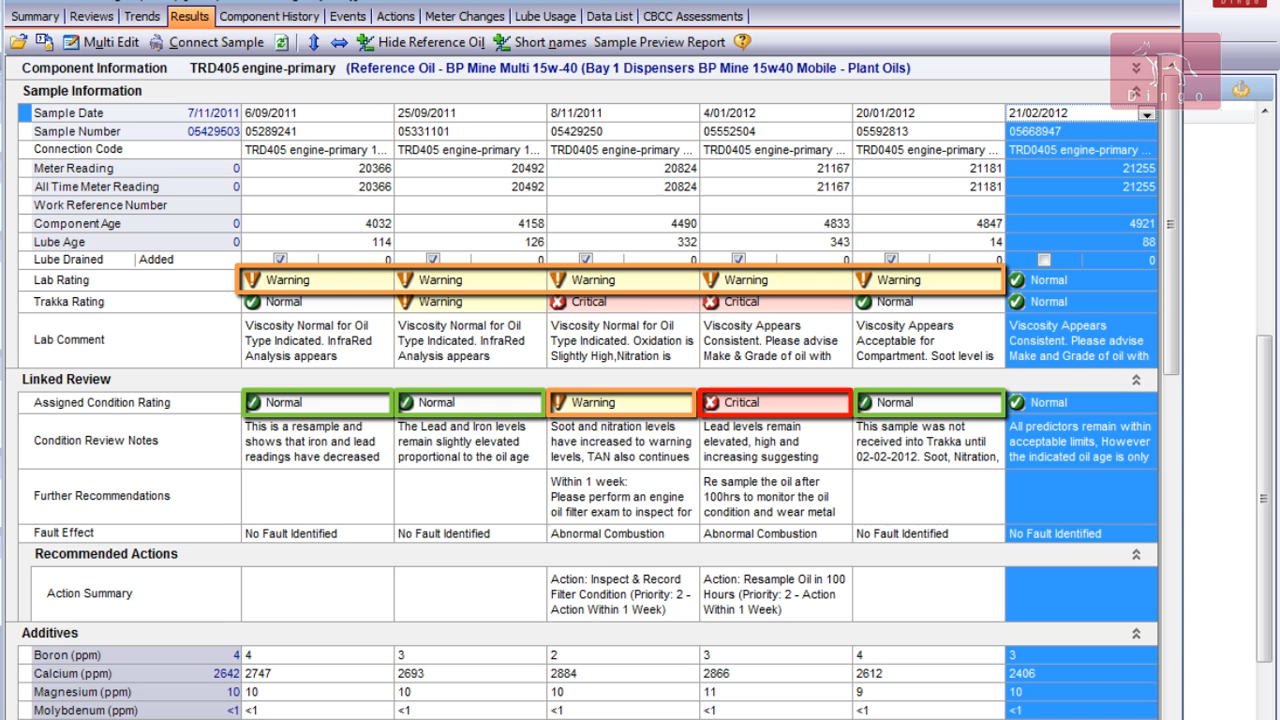 Dingo
Summary Reviews Trends Results Component History Events Actions Meter Changes Lube Usage Data List CBCC Assessments
Multi Edit Connect Sample Hide Reference Oil Short names Sample Preview Report
Component Information TRD405 engine-primary (Reference Oil - BP Mine Multi 15w-40 (Bay 1 Dispensers BP Mine 15w40 Mobile - Plant Oils)
Dingo
Sample Information
Sample Date 7/11/2011 6/09/2011 25/09/2011 8/11/2011 4/01/2012 20/01/2012 21/02/2012
Sample Number 05429603 05289241 05331101 05429250 05552504 05592813 05668947
Connection Code TRD405 engine-primary 1... TRD405 engine-primary 1... TRD0405 engine-primary ... TRD0405 engine-primary ... TRD0405 engine-primary ... TRD0405 engine-primary ...
Meter Reading 0 20366 20492 20824 21167 21181 21255
All Time Meter Reading 0 20366 20492 20824 21167 21181 21255
Work Reference Number
Component Age 0 4032 4158 4490 4833 4847 4921
Lube Age 0 114 126 332 343 14 88
Lube Drained Added 0 0 0 0 0 0
Lab Rating Warning Warning Warning Warning Warning Normal
Trakka Rating Normal Warning Critical Critical Normal Normal
Viscosity Normal for Oil Viscosity Normal for Oil Viscosity Normal for Oil Viscosity Appears Viscosity Appears Viscosity Appears
Lab Comment Type Indicated. InfraRed Type Indicated. InfraRed Type Indicated. Oxidation is Consistent. Please advise Acceptable for Consistent. Please advise
Analysis appears Analysis appears Slightly High,Nitration is Make & Grade of oil with Compartment. Soot level is Make and Grade of oil with
Linked Review
Assigned Condition Rating Normal Normal Warning Critical Normal Normal
This is a resample and The Lead and Iron levels Soot and nitration levels Lead levels remain This sample was not All predictors remain within
Condition Review Notes shows that iron and lead remain slightly elevated have increased to warning elevated, high and received into Trakka until acceptable limits, However
readings have decreased proportional to the oil age levels, TAN also continues increasing suggesting 02-02-2012. Soot, Nitration, the indicated oil age is only
Within 1 week: Re sample the oil after
Further Recommendations Please perform an engine 100hrs to monitor the oil
oil filter exam to inspect for condition and wear metal
Fault Effect No Fault Identified No Fault Identified Abnormal Combustion Abnormal Combustion No Fault Identified No Fault Identified
Recommended Actions
Action: Inspect & Record Action: Resample Oil in 100
Action Summary Filter Condition (Priority: 2 - Hours (Priority: 2 - Action
Action Within 1 Week) Within 1 Week)
Additives
Boron (ppm) 4 4 3 2 3 4 3
Calcium (ppm) 2642 2747 2693 2884 2866 2612 2406
Magnesium (ppm) 10 10 10 10 11 9 10
Molybdenum (ppm) <1 <1 <1 <1 <1 <1 <1